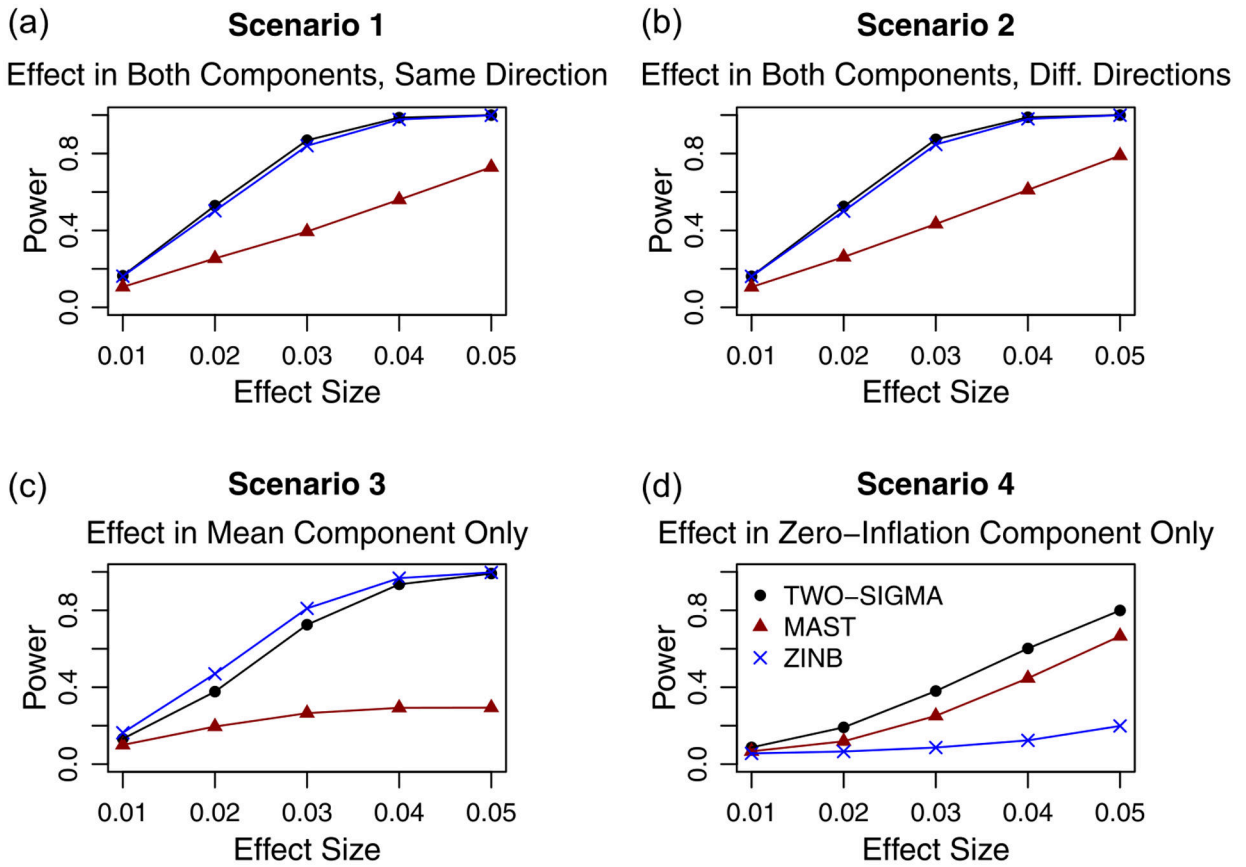 (a)
Scenario 1
Effect in Both Components, Same Direction
Power
0.0
0.4
0.8
0.01 0.02 0.03 0.04 0.05
Effect Size
(b)
Scenario 2
Effect in Both Components, Diff. Directions
Power
0.0
0.4
0.8
0.01 0.02 0.03 0.04 0.05
Effect Size
(c)
Scenario 3
Effect in Mean Component Only
Power
0.0
0.4
0.8
0.01 0.02 0.03 0.04 0.05
Effect Size
(d)
Scenario 4
Effect in Zero−Inflation Component Only
TWO−SIGMA
MAST
ZINB
Power
0.0
0.4
0.8
0.01 0.02 0.03 0.04 0.05
Effect Size